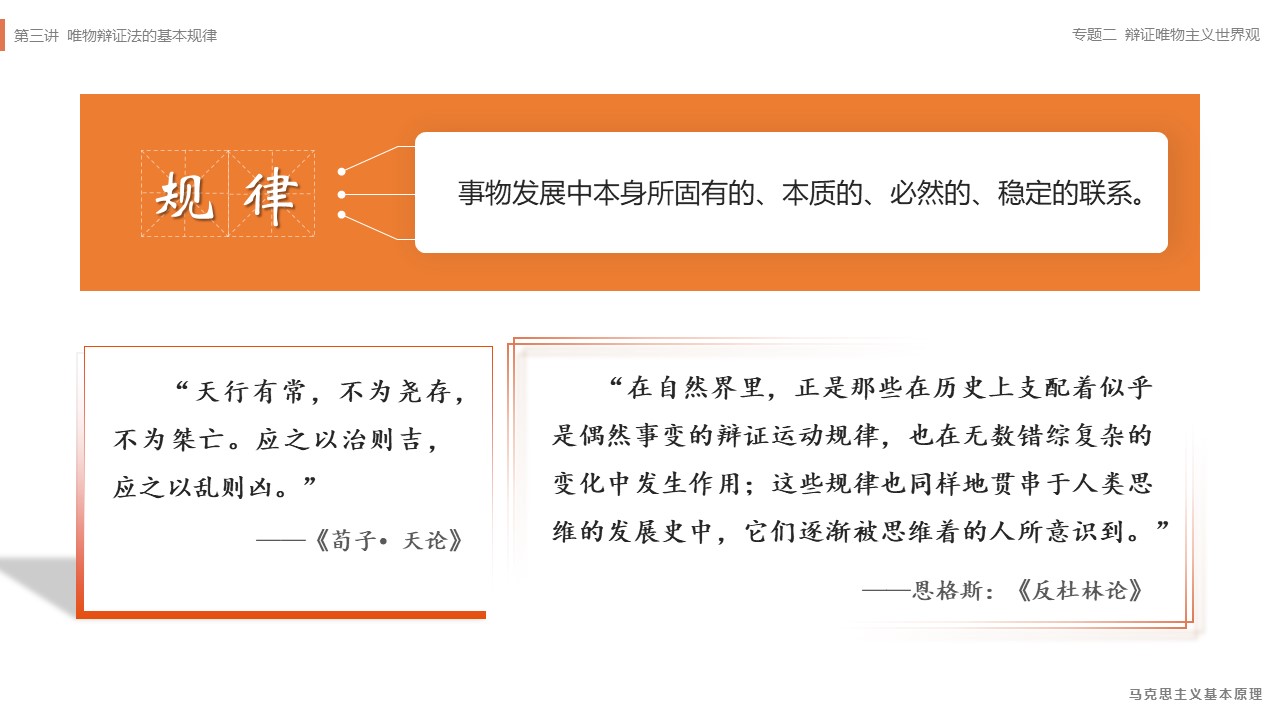 第三讲 唯物辩证法的基本规律
专题二 辩证唯物主义世界观
规律
事物发展中本身所固有的、本质的、必然的、稳定的联系。
“天行有常，不为尧存，
不为桀亡。应之以治则吉，
应之以乱则凶。”
——《荀子•天论》
“在自然界里，正是那些在历史上支配着似乎
是偶然事变的辩证运动规律，也在无数错综复杂的
变化中发生作用；这些规律也同样地贯串于人类思
维的发展史中，它们逐渐被思维着的人所意识到。”
——恩格斯：《反杜林论》
马克思主义基本原理